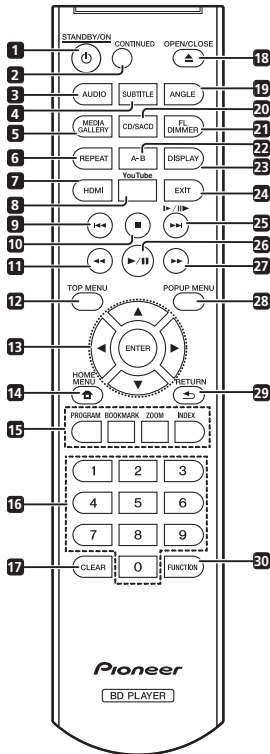 STANDBY/ON
CONTINUED
OPEN/CLOSE
1
2
18
3 AUDIO SUBTITLE ANGLE 19
4 20
5 MEDIA GALLERY CD/SACD FL DIMMER 21
22
6 REPEAT A-B DISPLAY 23
YouTube
7 HDMI EXIT 24
8
9 25
10 26
11 27
TOP MENU POPUP MENU
12 28
13 ENTER
HOME MENU RETURN
14 29
PROGRAM BOOKMARK ZOOM INDEX
15
1 2 3
16 4 5 6
7 8 9
17 CLEAR 0 FUNCTION 30
Pioneer
BD PLAYER